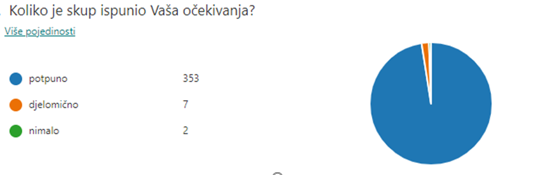 Koliko je skup ispunio Vaša očekivanja?
Više pojedinosti
potpuno 353
djelomično 7
nimalo 2